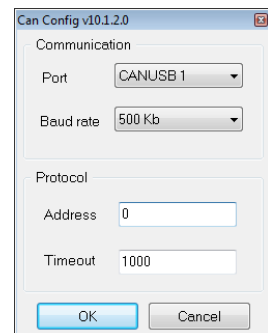 Can Config v10.1.2.0
Communication
Port CANUSB 1
Baud rate 500 Kb
Protocol
Address 0
Timeout 1000
OK Cancel